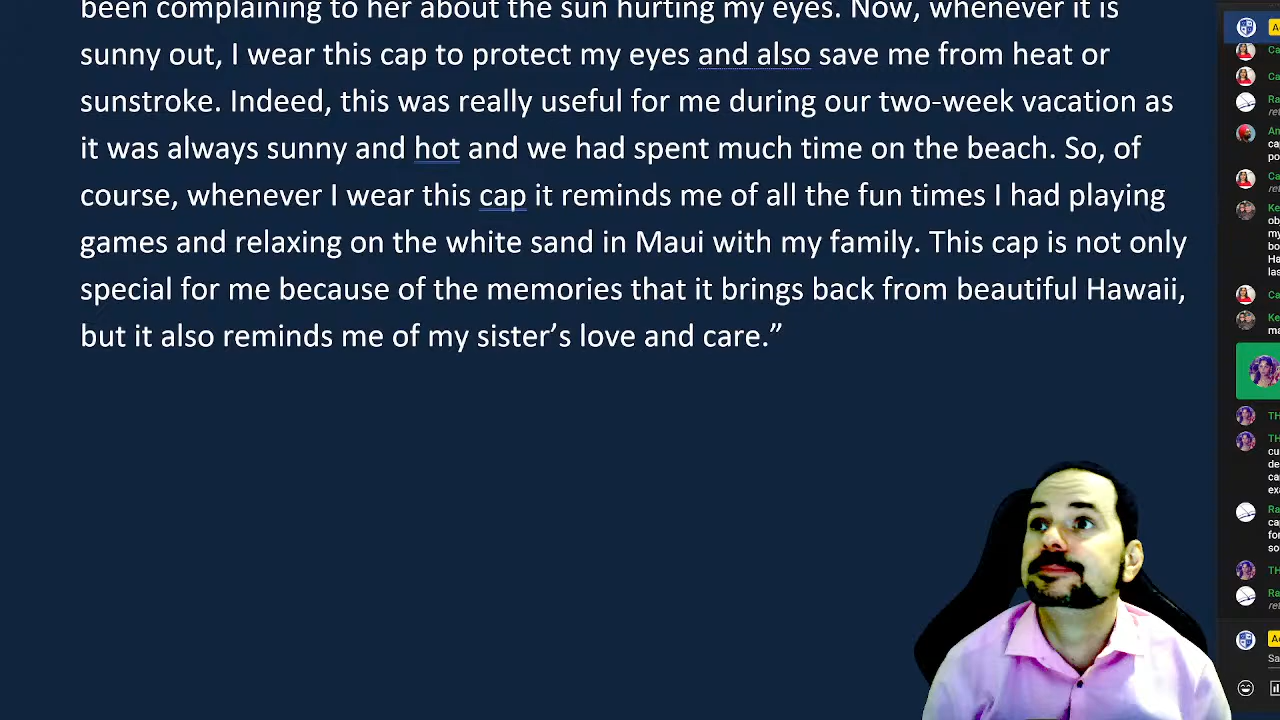 been complaining to her about the sun hurting my eyes. Now, whenever it is
sunny out, I wear this cap to protect my eyes and also save me from heat or
sunstroke. Indeed, this was really useful for me during our two-week vacation as
it was always sunny and hot and we had spent much time on the beach. So, of
course, whenever I wear this cap it reminds me of all the fun times I had playing
games and relaxing on the white sand in Maui with my family. This cap is not only
special for me because of the memories that it brings back from beautiful Hawaii,
but it also reminds me of my sister’s love and care.”